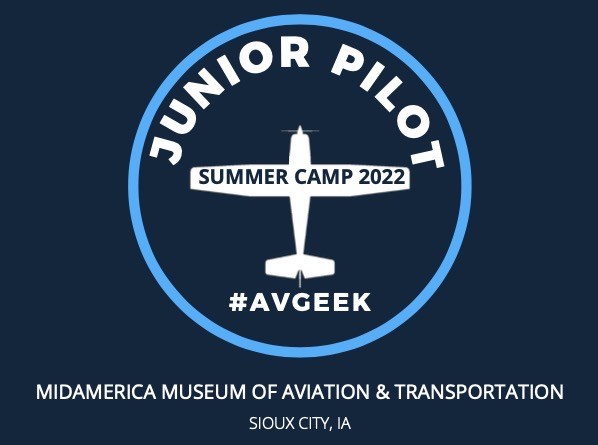 JUNIOR PILOT
SUMMER CAMP 2022
#AVGEEK
MIDAMERICA MUSEUM OF AVIATION & TRANSPORTATION
SIOUX CITY, IA